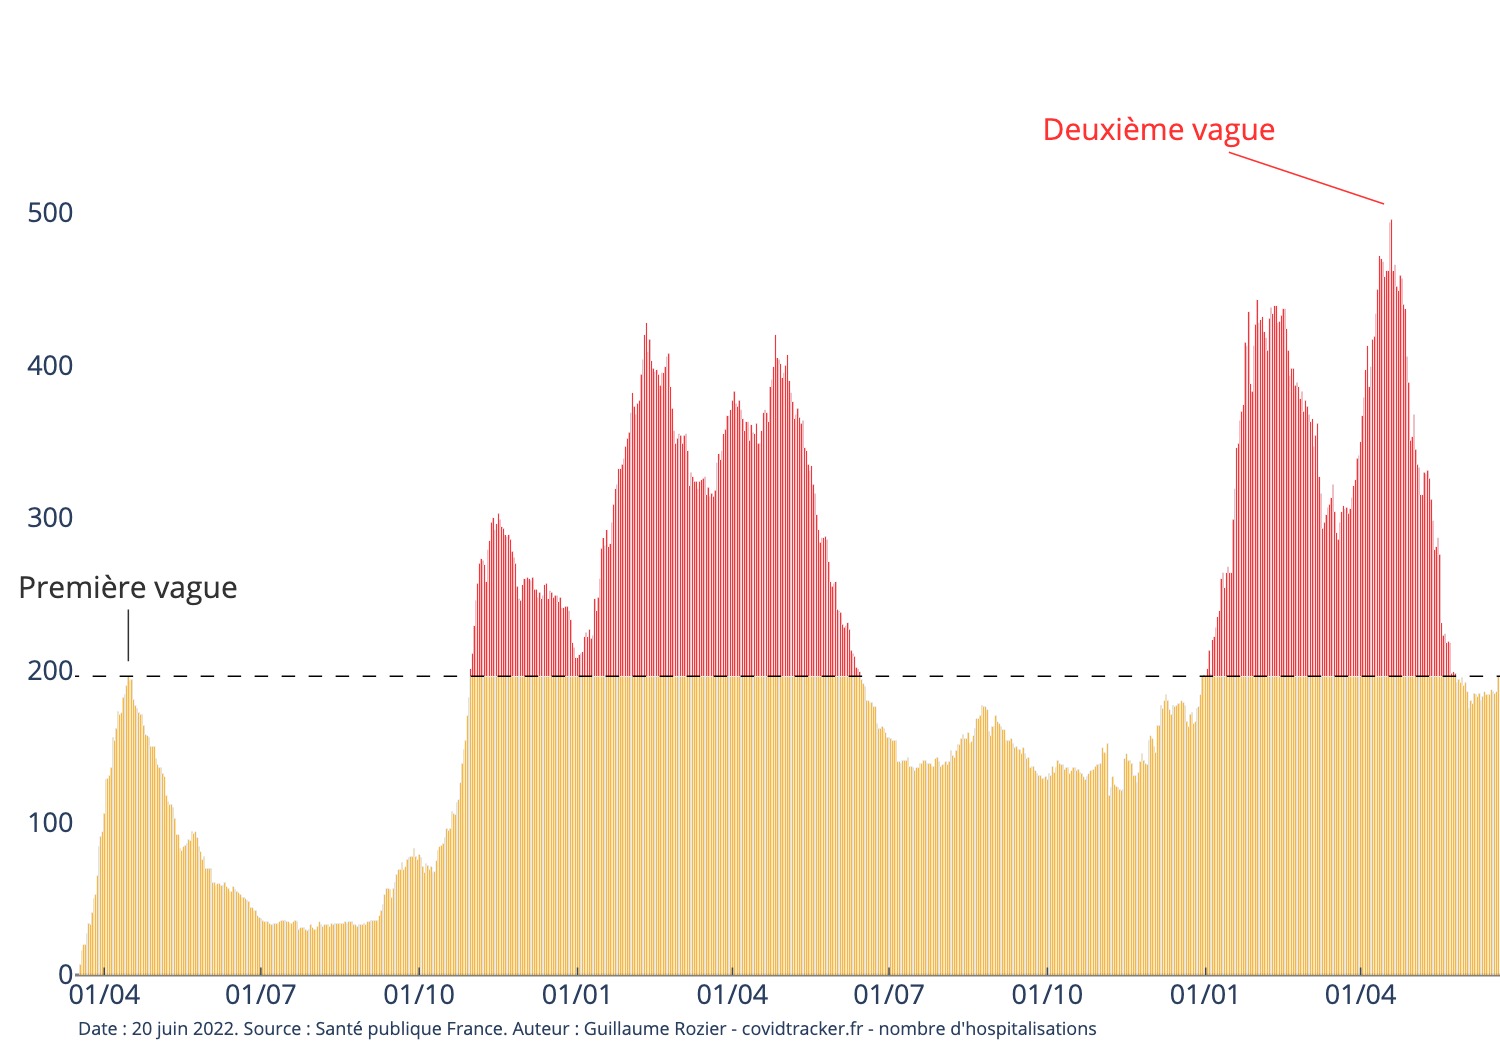 Deuxième vague
500
400
300
Première vague
200
100
0
01/04 01/07 01/10 01/01 01/04 01/07 01/10 01/01 01/04
Date : 20 juin 2022. Source : Santé publique France. Auteur : Guillaume Rozier - covidtracker.fr - nombre d'hospitalisations